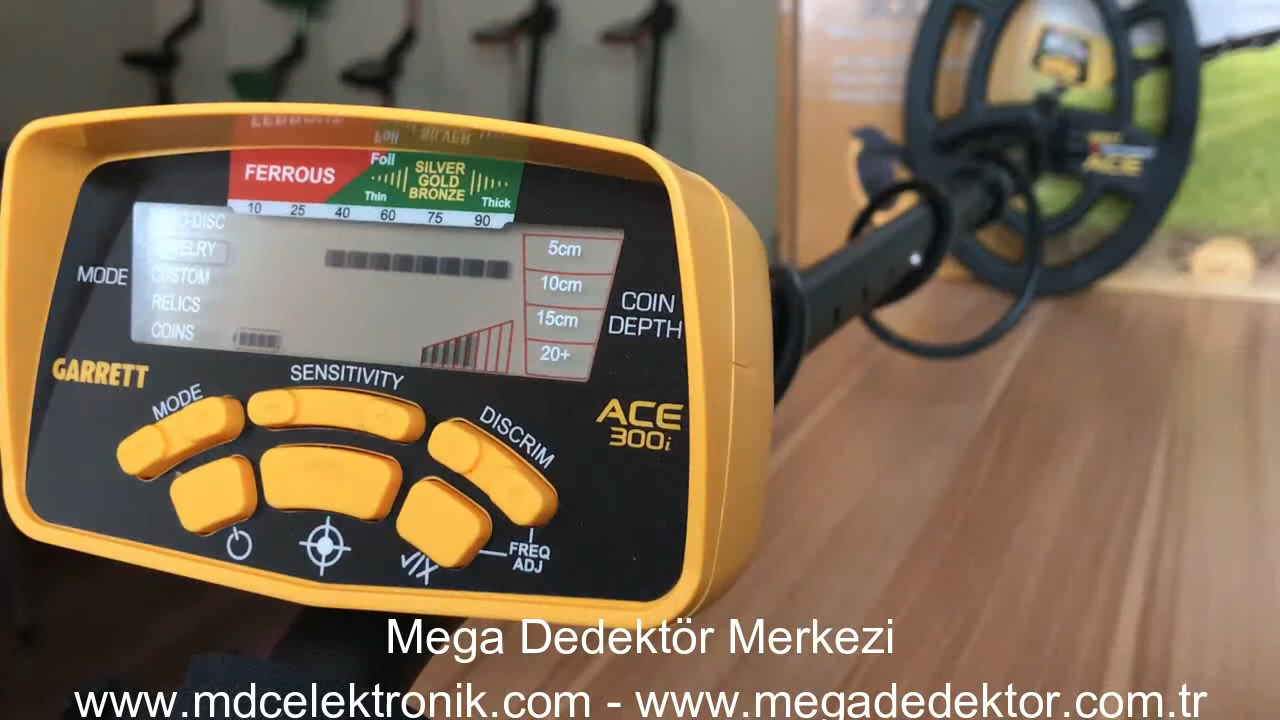 FERROUS
Foil
Thin
SILVER
GOLD
BRONZE
Thick
10 25 40 60 75 90
MODE
CUSTOM
RELICS
COINS
5cm
10cm
15cm
20+
COIN
DEPTH
GARRETT
MODE
SENSITIVITY
DISCRIM
ACE
300i
FREQ
ADJ
ACE
Mega Dedektör Merkezi
www.mdcelektronik.com - www.megadedektor.com.tr